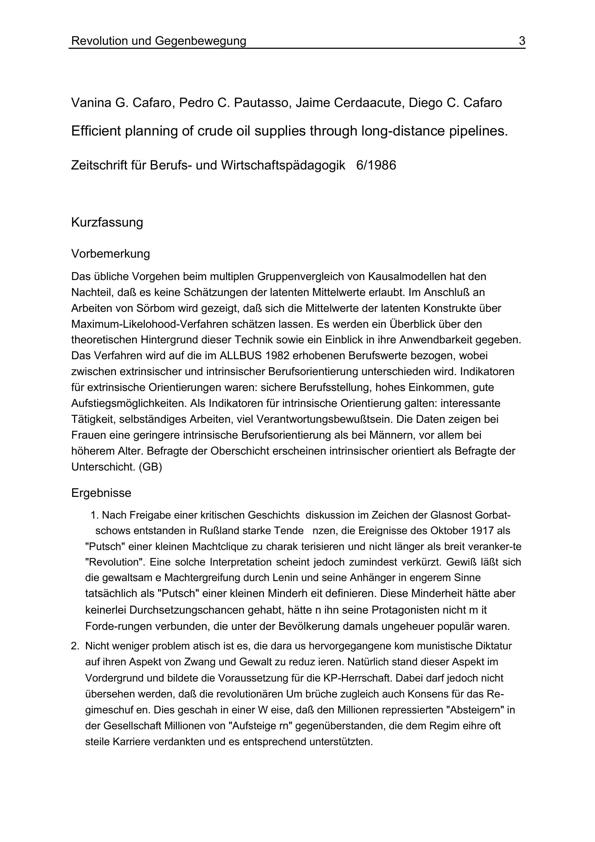 Revolution und Gegenbewegung 3
Vanina G. Cafaro, Pedro C. Pautasso, Jaime Cerdaacute, Diego C. Cafaro
Efficient planning of crude oil supplies through long-distance pipelines.
Zeitschrift für Berufs- und Wirtschaftspädagogik 6/1986
Kurzfassung
Vorbemerkung
Das übliche Vorgehen beim multiplen Gruppenvergleich von Kausalmodellen hat den
Nachteil, daß es keine Schätzungen der latenten Mittelwerte erlaubt. Im Anschluß an
Arbeiten von Sörbom wird gezeigt, daß sich die Mittelwerte der latenten Konstrukte über
Maximum-Likelohood-Verfahren schätzen lassen. Es werden ein Überblick über den
theoretischen Hintergrund dieser Technik sowie ein Einblick in ihre Anwendbarkeit gegeben.
Das Verfahren wird auf die im ALLBUS 1982 erhobenen Berufswerte bezogen, wobei
zwischen extrinsischer und intrinsischer Berufsorientierung unterschieden wird. Indikatoren
für extrinsische Orientierungen waren: sichere Berufsstellung, hohes Einkommen, gute
Aufstiegsmöglichkeiten. Als Indikatoren für intrinsische Orientierung galten: interessante
Tätigkeit, selbständiges Arbeiten, viel Verantwortungsbewußtsein. Die Daten zeigen bei
Frauen eine geringere intrinsische Berufsorientierung als bei Männern, vor allem bei
höherem Alter. Befragte der Oberschicht erscheinen intrinsischer orientiert als Befragte der
Unterschicht. (GB)
Ergebnisse
1. Nach Freigabe einer kritischen Geschichts diskussion im Zeichen der Glasnost Gorbat-
schows entstanden in Rußland starke Tende nzen, die Ereignisse des Oktober 1917 als
"Putsch" einer kleinen Machtclique zu charak terisieren und nicht länger als breit veranker-te
"Revolution". Eine solche Interpretation scheint jedoch zumindest verkürzt. Gewiß läßt sich
die gewaltsam e Machtergreifung durch Lenin und seine Anhänger in engerem Sinne
tatsächlich als "Putsch" einer kleinen Minderh eit definieren. Diese Minderheit hätte aber
keinerlei Durchsetzungschancen gehabt, hätte n ihn seine Protagonisten nicht m it
Forde-rungen verbunden, die unter der Bevölkerung damals ungeheuer populär waren.
2. Nicht weniger problem atisch ist es, die dara us hervorgegangene kom munistische Diktatur
auf ihren Aspekt von Zwang und Gewalt zu reduz ieren. Natürlich stand dieser Aspekt im
Vordergrund und bildete die Voraussetzung für die KP-Herrschaft. Dabei darf jedoch nicht
übersehen werden, daß die revolutionären Um brüche zugleich auch Konsens für das Re-
gimeschuf en. Dies geschah in einer W eise, daß den Millionen repressierten "Absteigern" in
der Gesellschaft Millionen von "Aufsteige rn" gegenüberstanden, die dem Regim eihre oft
steile Karriere verdankten und es entsprechend unterstützten.